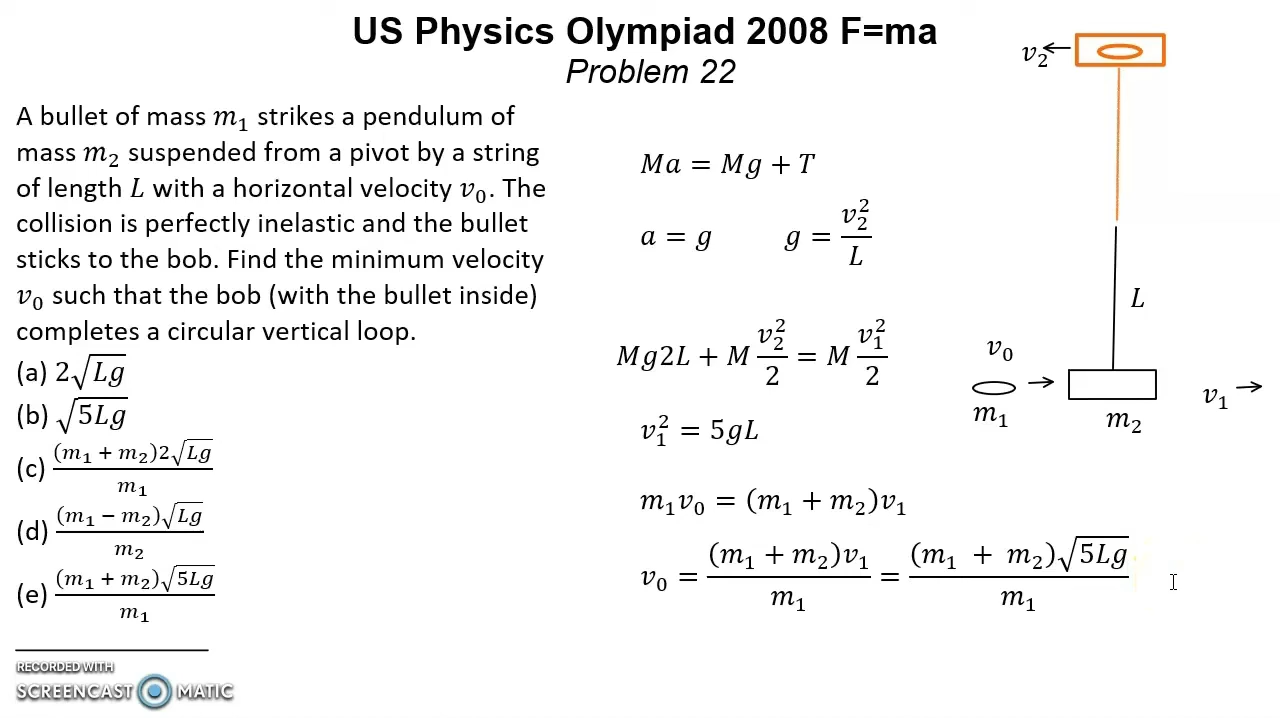 US Physics Olympiad 2008 F=ma
Problem 22
A bullet of mass m₁ strikes a pendulum of
mass m₂ suspended from a pivot by a string
of length L with a horizontal velocity v₀. The
collision is perfectly inelastic and the bullet
sticks to the bob. Find the minimum velocity
v₀ such that the bob (with the bullet inside)
completes a circular vertical loop.
(a) 2√Lg
(b) √5Lg
(c) (m₁ + m₂)2√Lg / m₁
(d) (m₁ − m₂)√Lg / m₂
(e) (m₁ + m₂)√5Lg / m₁
Ma = Mg + T
a = g g = v₂² / L
Mg2L + M v₂² / 2 = M v₁² / 2
v₁² = 5gL
m₁v₀ = (m₁ + m₂)v₁
v₀ = (m₁ + m₂)v₁ / m₁ = (m₁ + m₂)√5Lg / m₁
v₂
L
v₀
m₁
m₂
v₁
RECORDED WITH
SCREENCAST MATIC